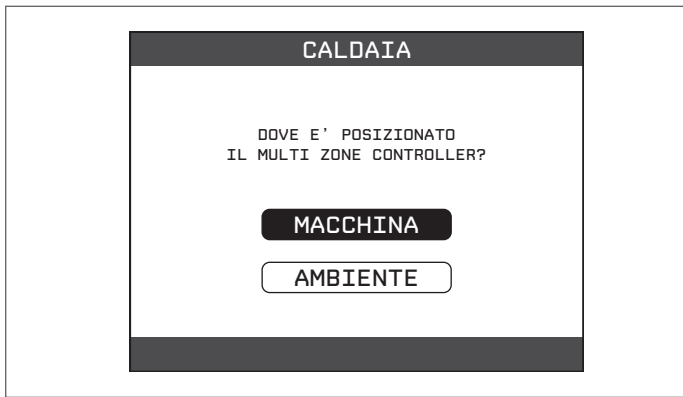 CALDAIA
DOVE E' POSIZIONATO
IL MULTI ZONE CONTROLLER?
MACCHINA
AMBIENTE